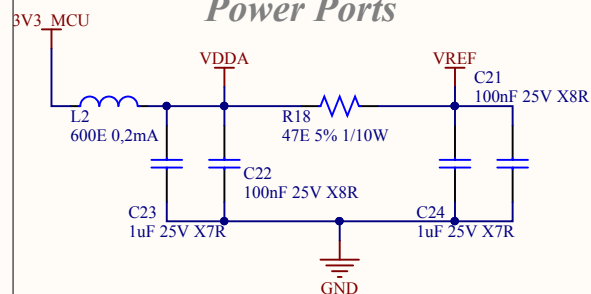 Power Ports
3V3_MCU
VDDA
VREF
C21
100nF 25V X8R
L2
600E 0,2mA
R18
47E 5% 1/10W
C22
100nF 25V X8R
C23
1uF 25V X7R
C24
1uF 25V X7R
GND